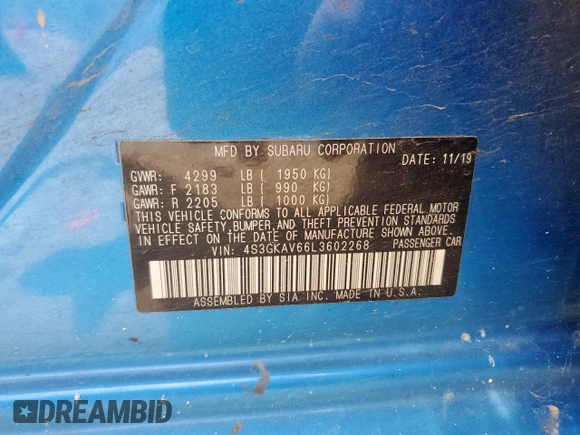 MFD BY SUBARU CORPORATION
DATE: 11/19
GVWR: 4299 LB ( 1950 KG)
GAWR: F 2183 LB ( 990 KG)
GAWR: R 2205 LB ( 1000 KG)
THIS VEHICLE CONFORMS TO ALL APPLICABLE FEDERAL MOTOR
VEHICLE SAFETY, BUMPER, AND THEFT PREVENTION STANDARDS
IN EFFECT ON THE DATE OF MANUFACTURE SHOWN ABOVE.
VIN: 4S3GKAV66L3602268 PASSENGER CAR
ASSEMBLED BY SIA INC. MADE IN U.S.A.
DREAMBID